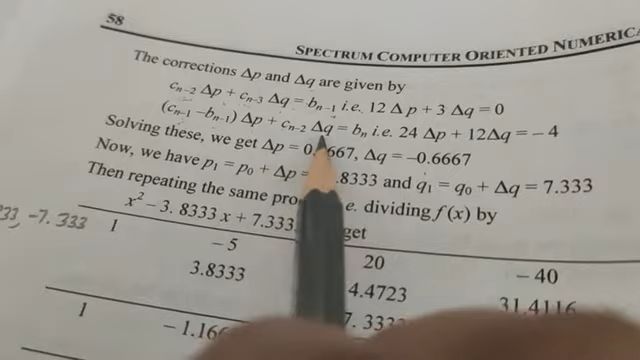 58
SPECTRUM COMPUTER ORIENTED
The corrections Δp and Δq are given by
cₙ₋₂ Δp + cₙ₋₃ Δq = bₙ₋₁ i.e. 12 Δp + 3 Δq = 0
(cₙ₋₁ – bₙ₋₁) Δp + cₙ₋₂ Δq = bₙ i.e. 24 Δp + 12Δq = – 4
Solving these, we get Δp = 667, Δq = –0.6667
Now, we have p₁ = p₀ + Δp = .8333 and q₁ = q₀ + Δq = 7.333
Then repeating the same dividing f(x) by
x² – 3. 8333 x + 7.333 get
33, -7. 333
1 – 5 20 – 40
3.8333 4.4723 31.4116
1 – 1.16 7. 333